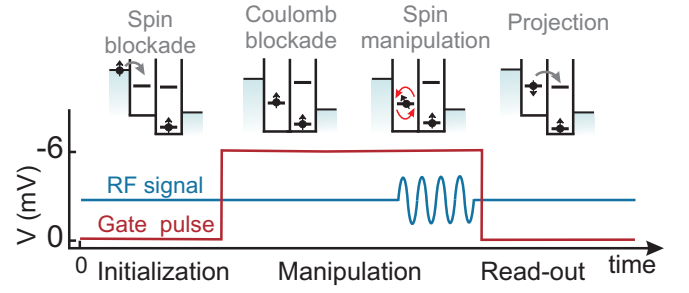 Spin
blockade
Coulomb
blockade
Spin
manipulation
Projection
-6
V (mV)
0
RF signal
Gate pulse
0
time
Initialization
Manipulation
Read-out